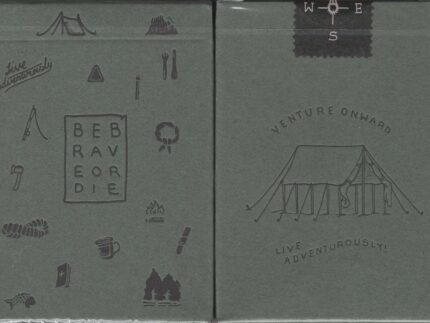 Live
Adventurously
BEB
RAV
EOR
DIE
W E
S
VENTURE ONWARD
LIVE
ADVENTUROUSLY!